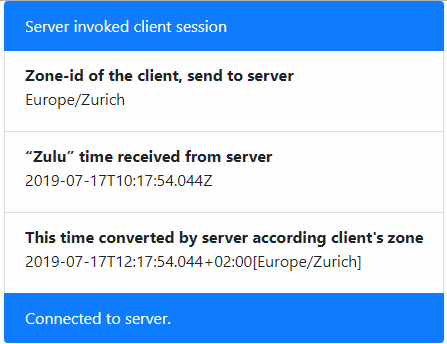 Server invoked client session
Zone-id of the client, send to server
Europe/Zurich
“Zulu” time received from server
2019-07-17T10:17:54.044Z
This time converted by server according client's zone
2019-07-17T12:17:54.044+02:00[Europe/Zurich]
Connected to server.